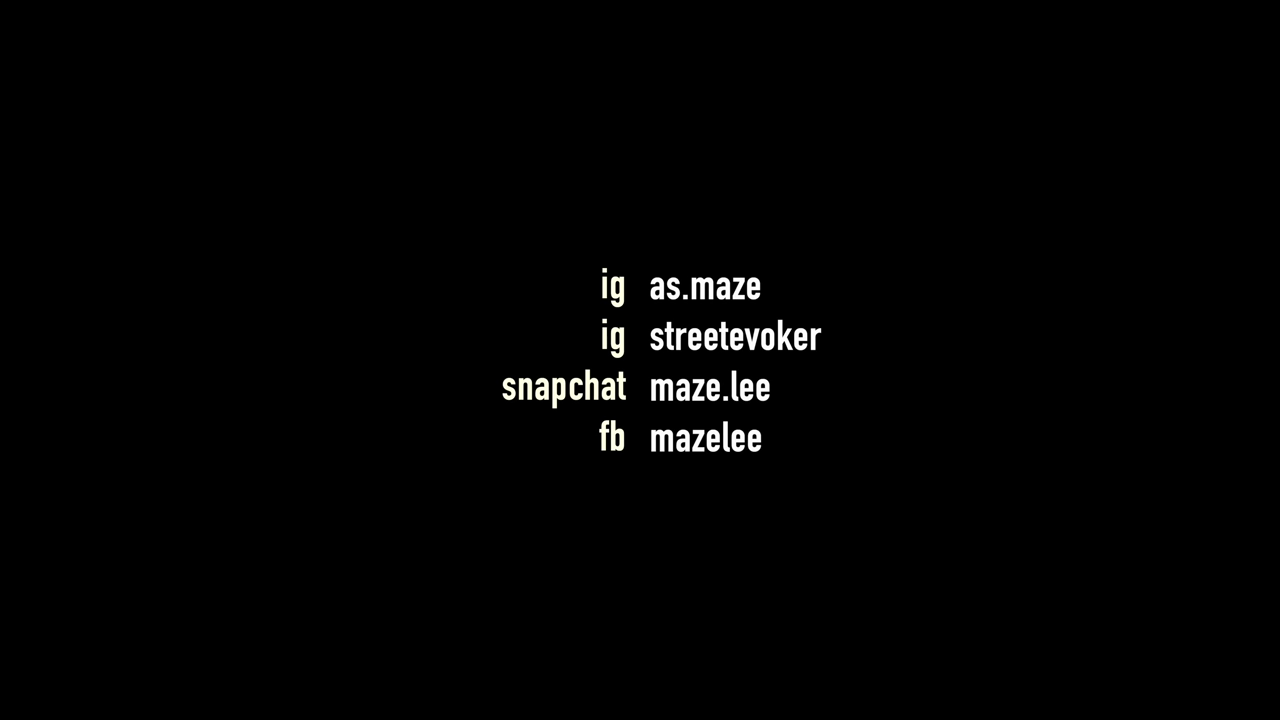 ig as.maze
ig streetevoker
snapchat maze.lee
fb mazelee